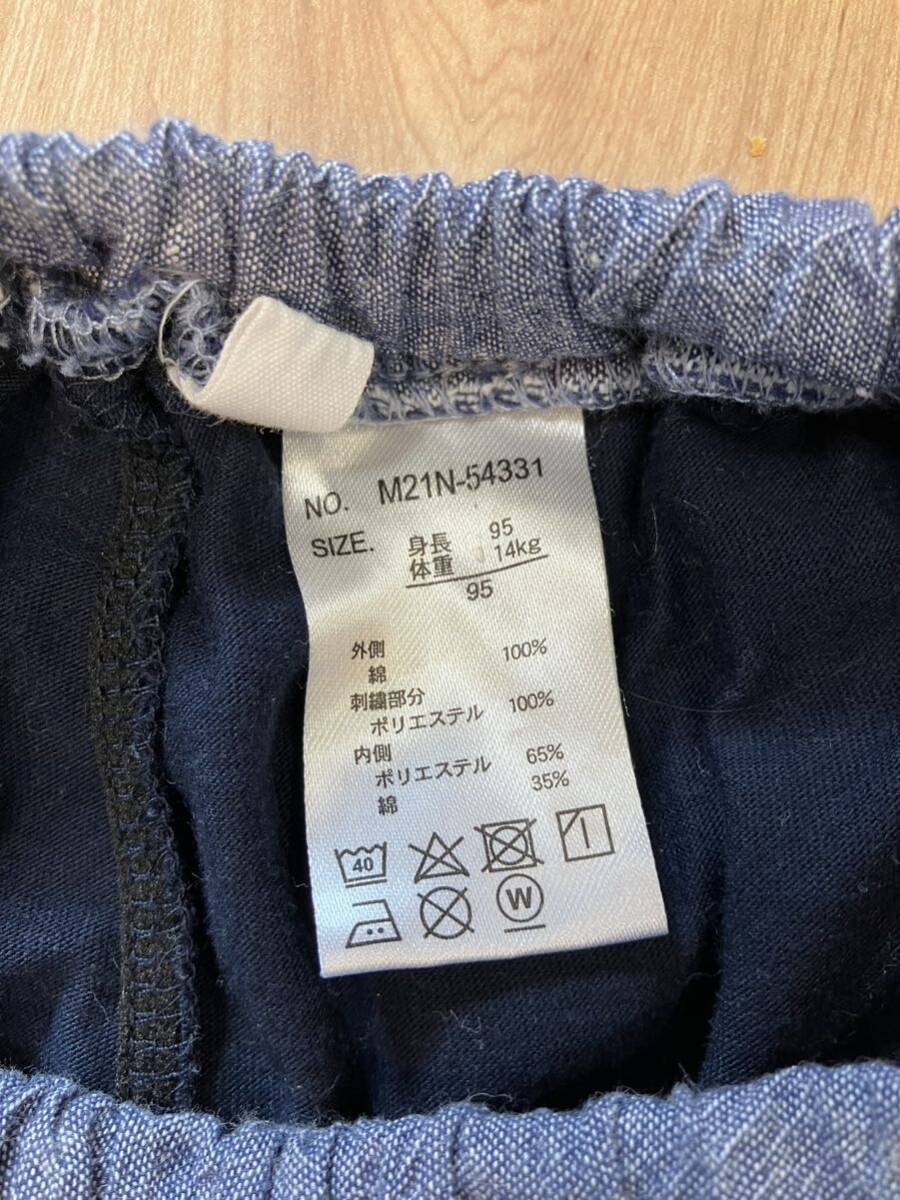 NO. M21N-54331
SIZE. 身長 95
体重 14kg
95
外側
綿 100%
刺繍部分
ポリエステル 100%
内側
ポリエステル 65%
綿 35%
40
W